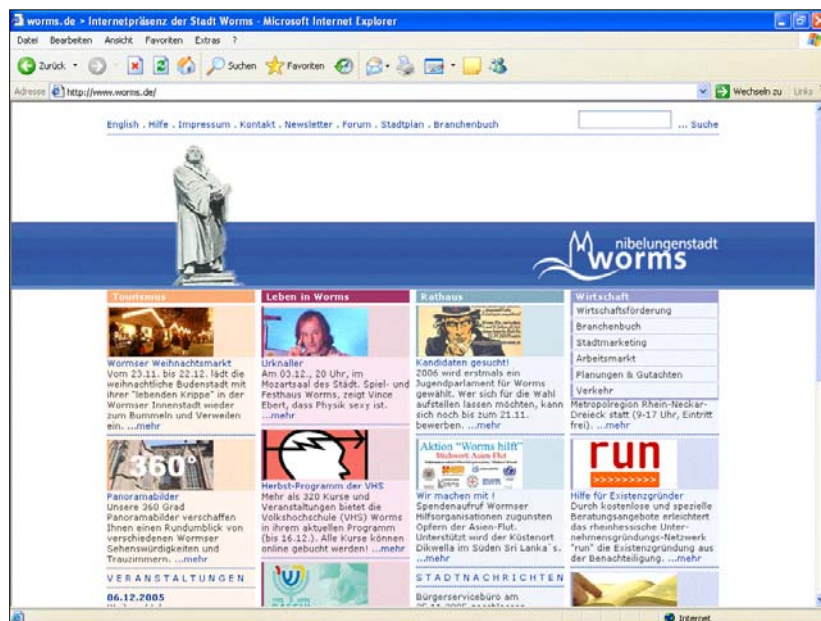 worms.de > Internetpräsenz der Stadt Worms - Microsoft Internet Explorer
Datei Bearbeiten Ansicht Favoriten Extras ?
Zurück Suchen Favoriten
Adresse http://www.worms.de/ Wechseln zu Links
English . Hilfe . Impressum . Kontakt . Newsletter . Forum . Stadtplan . Branchenbuch ... Suche
nibelungenstadt
worms
Tourismus
Wormser Weihnachtsmarkt
Vom 23.11. bis 22.12. lädt die
weihnachtliche Budenstadt mit
ihrer "lebenden Krippe" in der
Wormser Innenstadt wieder
zum Bummeln und Verweilen
ein. ...mehr
360°
Panoramabilder
Unsere 360 Grad
Panoramabilder verschaffen
Ihnen einen Rundumblick von
verschiedenen Wormser
Sehenswürdigkeiten und
Trauzimmern. ...mehr
VERANSTALTUNGEN
06.12.2005
Leben in Worms
Urknaller
Am 03.12., 20 Uhr, im
Mozartsaal des Städt. Spiel- und
Festhaus Worms, zeigt Vince
Ebert, dass Physik sexy ist.
...mehr
Herbst-Programm der VHS
Mehr als 320 Kurse und
Veranstaltungen bietet die
Volkshochschule (VHS) Worms
in ihrem aktuellen Programm
(bis 16.12.). Alle Kurse können
online gebucht werden! ...mehr
Rathaus
Kandidaten gesucht!
2006 wird erstmals ein
Jugendparlament für Worms
gewählt. Wer sich für die Wahl
aufstellen lassen möchten, kann
sich noch bis zum 21.11.
bewerben. ...mehr
Aktion "Worms hilft"
Stichwort Asien-Flut
Wir machen mit !
Spendenaufruf Wormser
Hilfsorganisationen zugunsten
Opfern der Asien-Flut.
Unterstützt wird der Küstenort
Dikwella im Süden Sri Lanka`s.
...mehr
STADTNACHRICHTEN
Bürgerservicebüro am
Wirtschaft
Wirtschaftsförderung
Branchenbuch
Stadtmarketing
Arbeitsmarkt
Planungen & Gutachten
Verkehr
Metropolregion Rhein-Neckar-
Dreieck statt (9-17 Uhr, Eintritt
frei). ...mehr
run
Hilfe für Existenzgründer
Durch kostenlose und spezielle
Beratungsangebote erleichtert
das rheinhessische Unter-
nehmensgründungs-Netzwerk
"run" die Existenzgründung aus
der Benachteiligung. ...mehr
Internet